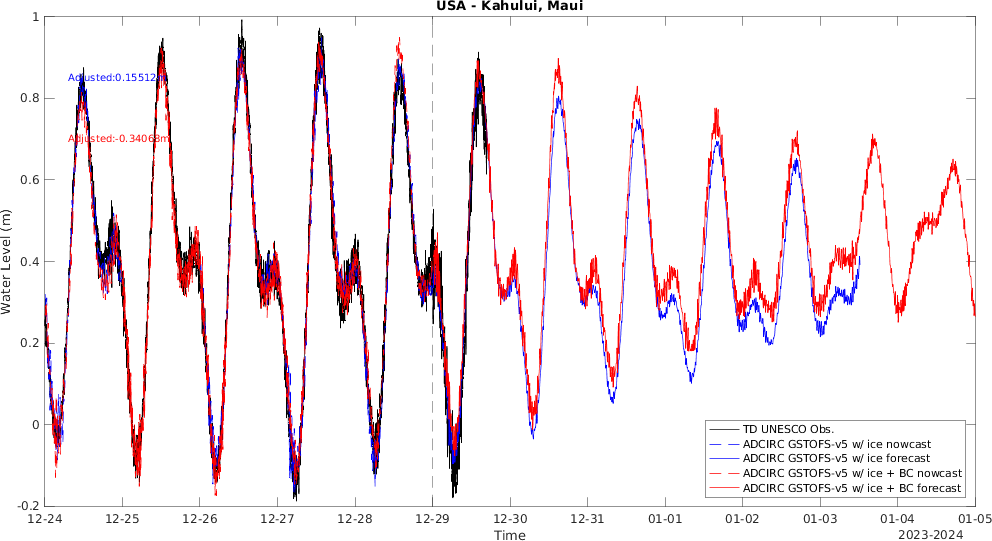 USA - Kahului, Maui
1
0.8
0.6
0.4
0.2
0
-0.2
Water Level (m)
Adjusted:0.15512m
Adjusted:-0.34068m
TD UNESCO Obs.
ADCIRC GSTOFS-v5 w/ ice nowcast
ADCIRC GSTOFS-v5 w/ ice forecast
ADCIRC GSTOFS-v5 w/ ice + BC nowcast
ADCIRC GSTOFS-v5 w/ ice + BC forecast
12-24 12-25 12-26 12-27 12-28 12-29 12-30 12-31 01-01 01-02 01-03 01-04 01-05
Time
2023-2024